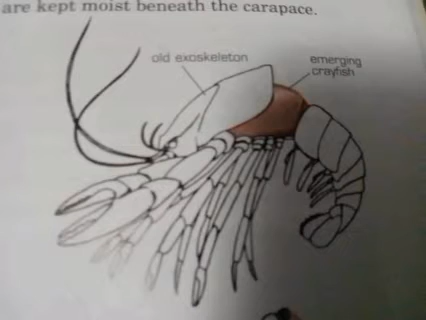 are kept moist beneath the carapace.
old exoskeleton
emerging
crayfish